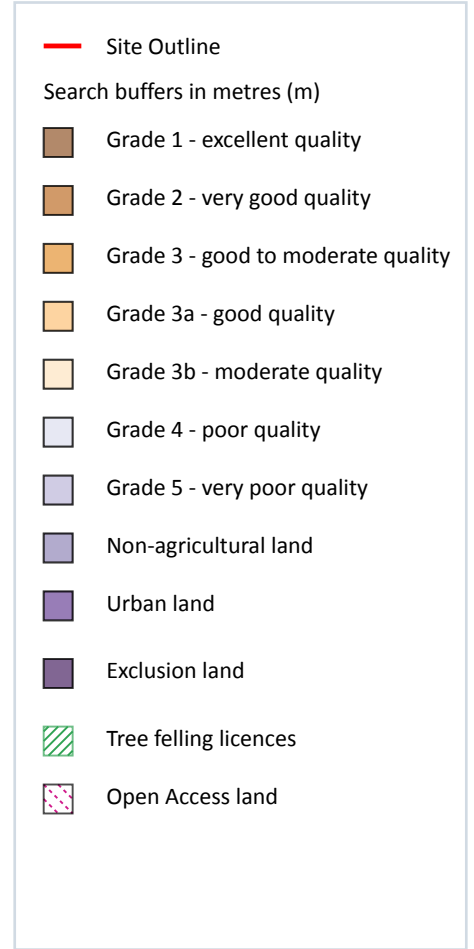 Site Outline
Search buffers in metres (m)
Grade 1 - excellent quality
Grade 2 - very good quality
Grade 3 - good to moderate quality
Grade 3a - good quality
Grade 3b - moderate quality
Grade 4 - poor quality
Grade 5 - very poor quality
Non-agricultural land
Urban land
Exclusion land
Tree felling licences
Open Access land